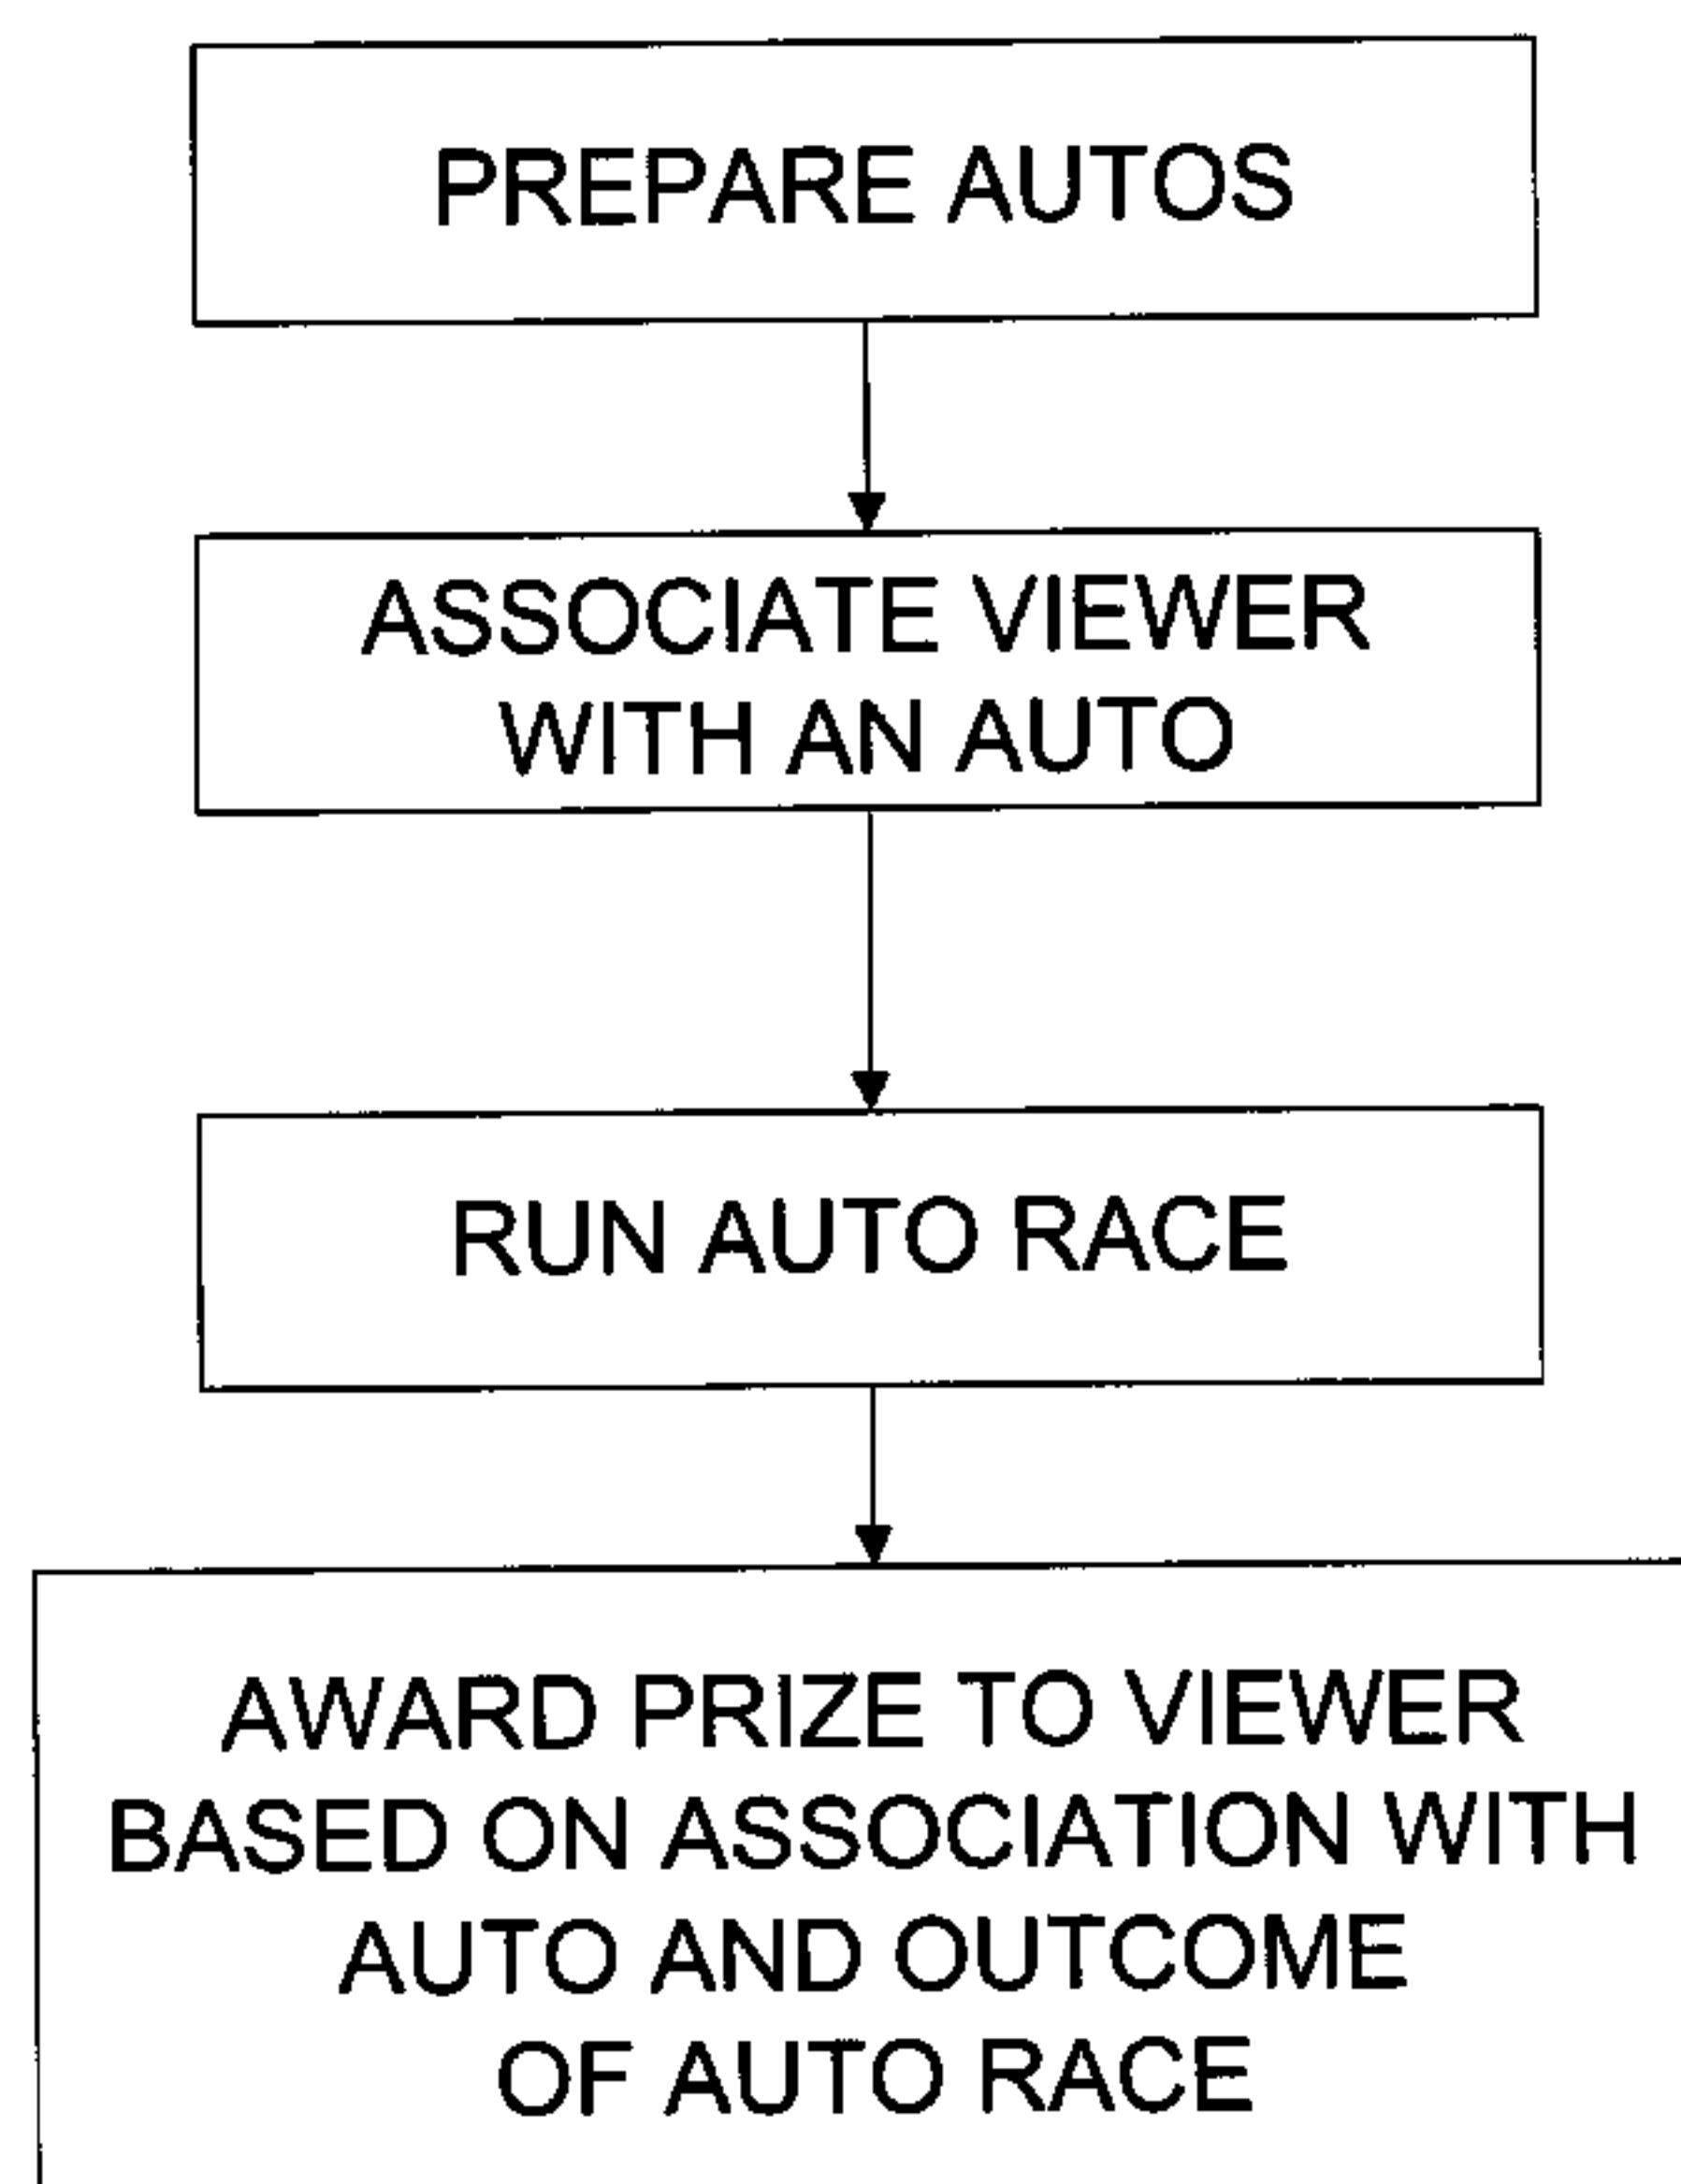 PREPARE AUTOS
ASSOCIATE VIEWER
WITH AN AUTO
RUN AUTO RACE
AWARD PRIZE TO VIEWER
BASED ON ASSOCIATION WITH
AUTO AND OUTCOME
OF AUTO RACE